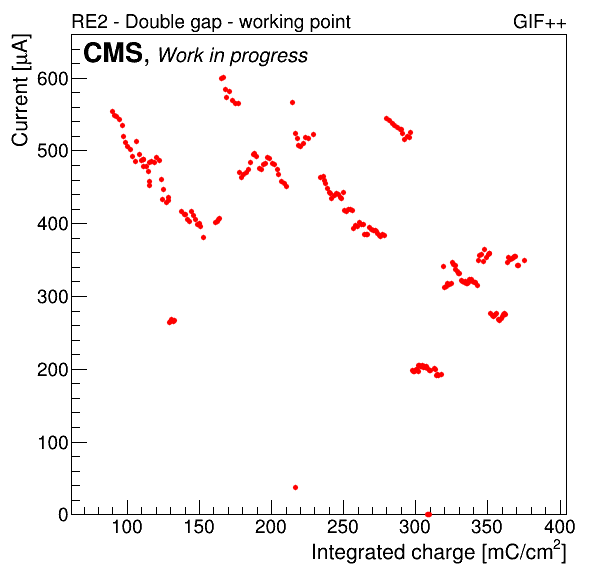 RE2 - Double gap - working point GIF++
CMS, Work in progress
Current [μA]
600
500
400
300
200
100
0
100 150 200 250 300 350 400
Integrated charge [mC/cm²]